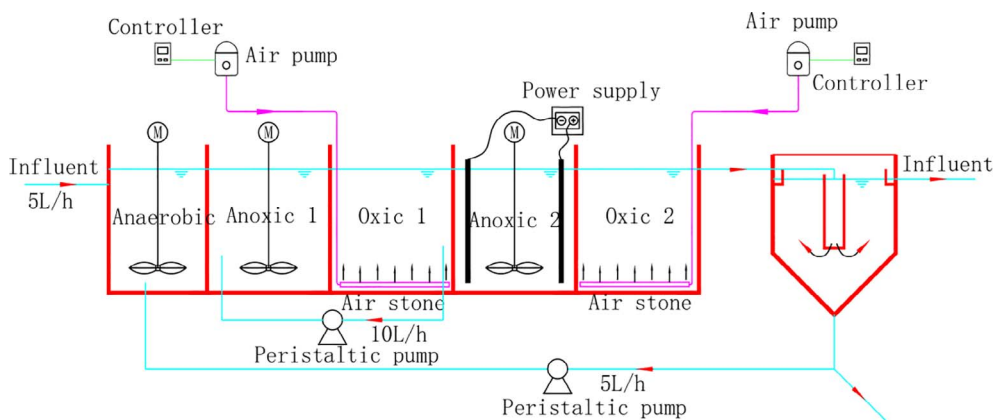 Controller
Air pump
Air pump
Controller
Power supply
M
M
M
Influent
5L/h
Anaerobic
Anoxic 1
Oxic 1
Anoxic 2
Oxic 2
Influent
Air stone
Air stone
10L/h
Peristaltic pump
5L/h
Peristaltic pump